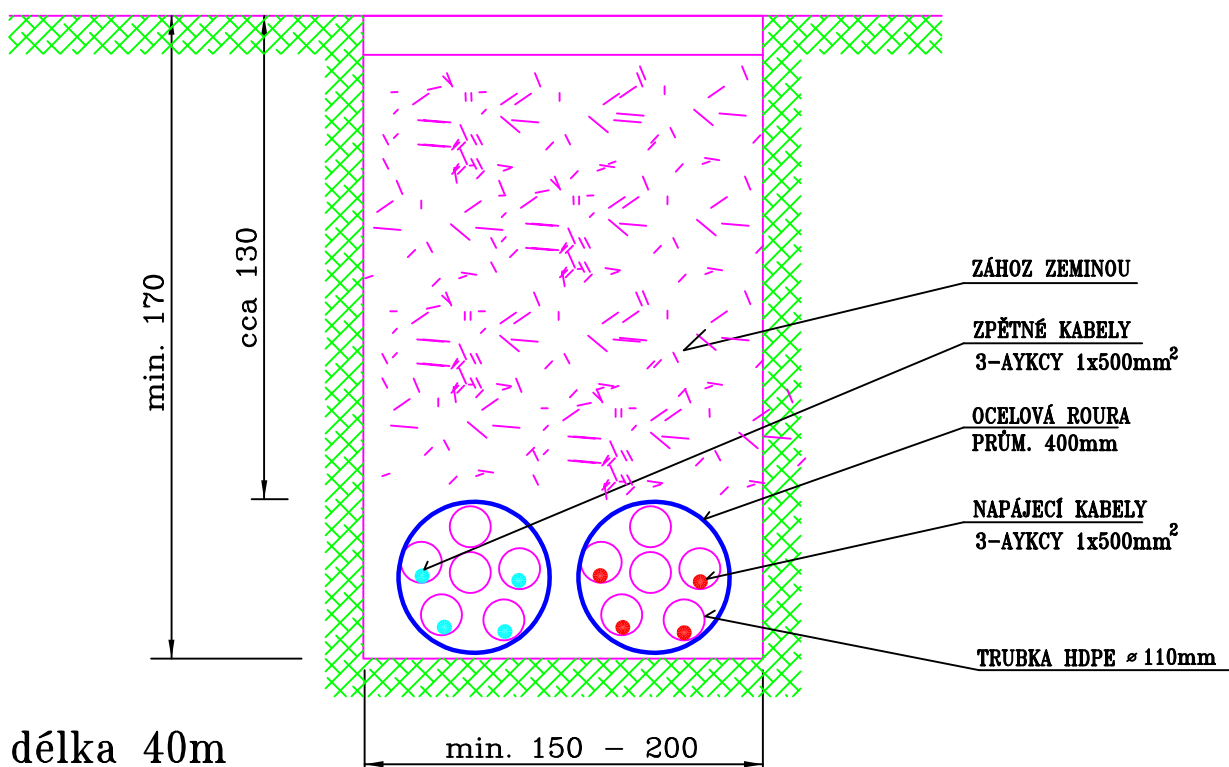 min. 170
cca 130
ZÁHOZ ZEMINOU
ZPĚTNÉ KABELY
3-AYKCY 1x500mm²
OCELOVÁ ROURA
PRŮM. 400mm
NAPÁJECÍ KABELY
3-AYKCY 1x500mm²
TRUBKA HDPE ⌀110mm
délka 40m
min. 150 - 200